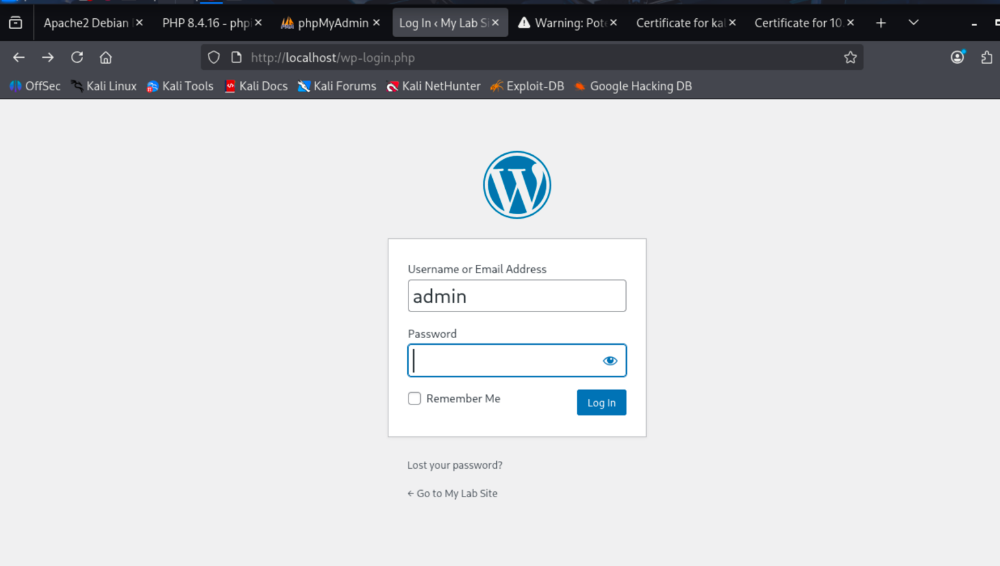 Apache2 Debian
PHP 8.4.16 - phpi
phpMyAdmin
Log In ‹ My Lab Si
Warning: Pote
Certificate for kal
Certificate for 10.
http://localhost/wp-login.php
OffSec
Kali Linux
Kali Tools
Kali Docs
Kali Forums
Kali NetHunter
Exploit-DB
Google Hacking DB
Username or Email Address
admin
Password
Remember Me
Log In
Lost your password?
← Go to My Lab Site